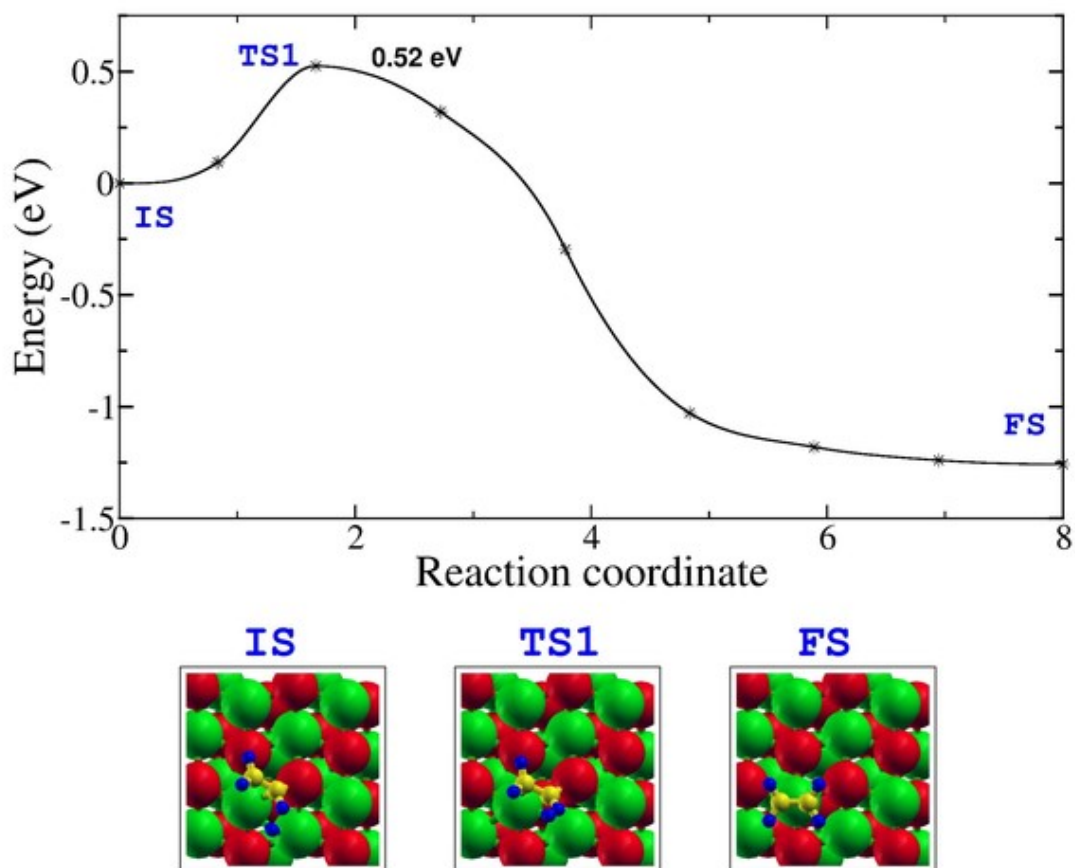 0.5
TS1
0.52 eV
0
IS
-0.5
-1
FS
-1.5
Energy (eV)
0 2 4 6 8
Reaction coordinate
IS TS1 FS